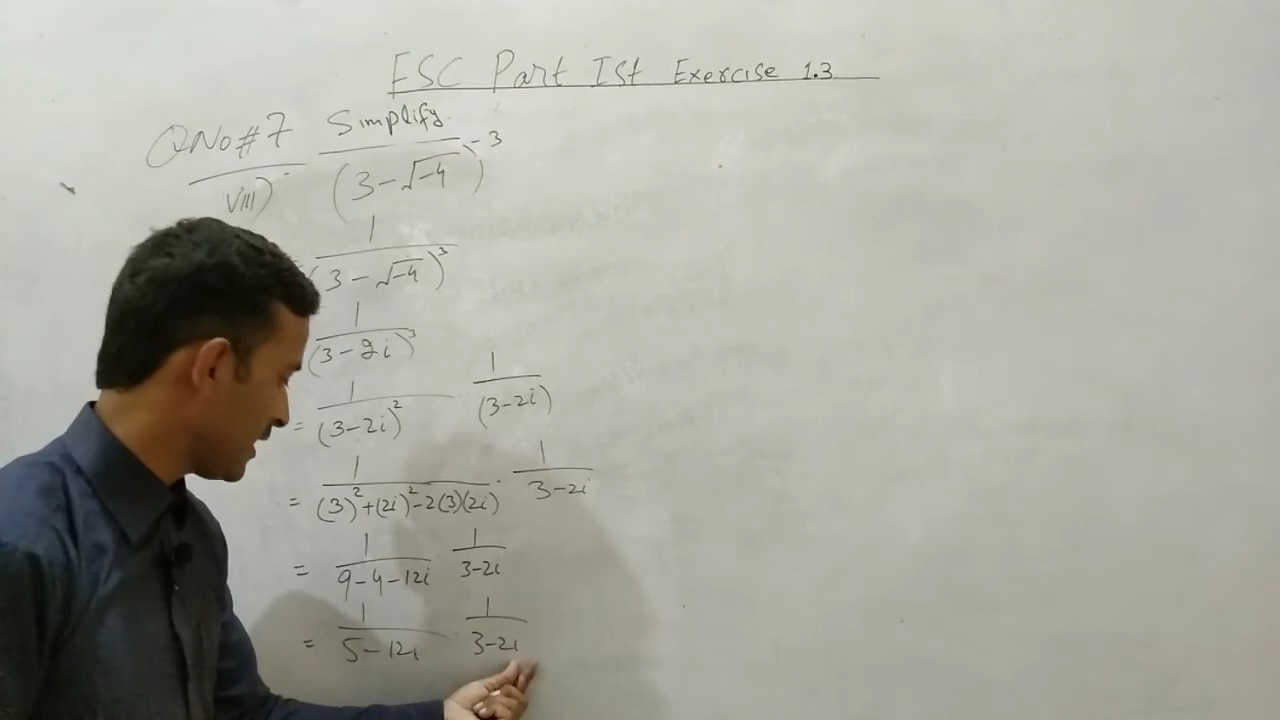 FSC Part Ist Exercise 1.3
QNo#7 Simplify
viii) (3-√-4)^-3
1/(3-√-4)^3
1/(3-2i)^3
= 1/(3-2i)^2 · 1/(3-2i)
= 1/((3)^2+(2i)^2-2(3)(2i)) · 1/(3-2i)
= 1/(9-4-12i) 1/(3-2i)
= 1/(5-12i) · 1/(3-2i)